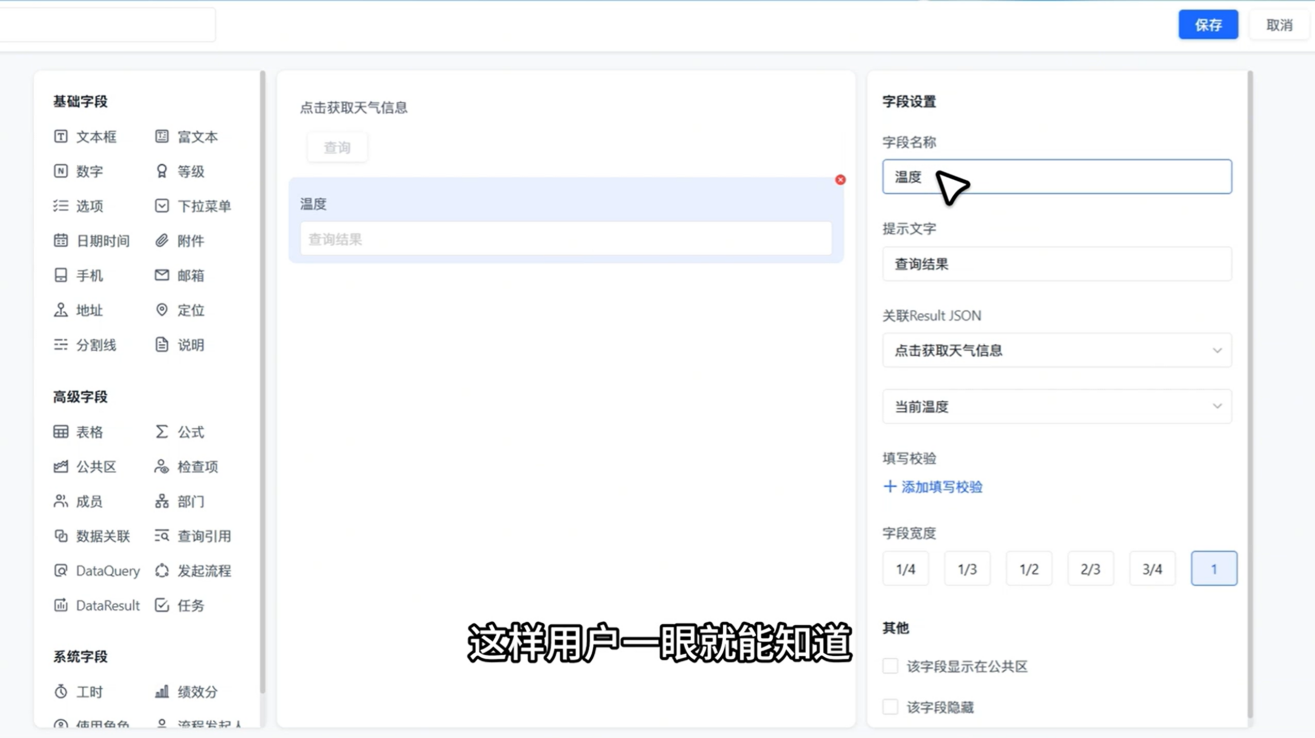 保存 取消
基础字段
文本框 富文本
数字 等级
选项 下拉菜单
日期时间 附件
手机 邮箱
地址 定位
分割线 说明
高级字段
表格 公式
公共区 检查项
成员 部门
数据关联 查询引用
DataQuery 发起流程
DataResult 任务
系统字段
工时 绩效分
使用角色 流程发起人
点击获取天气信息
查询
温度
查询结果
字段设置
字段名称
温度
提示文字
查询结果
关联Result JSON
点击获取天气信息
当前温度
填写校验
添加填写校验
字段宽度
1/4 1/3 1/2 2/3 3/4 1
其他
该字段显示在公共区
该字段隐藏
这样用户一眼就能知道